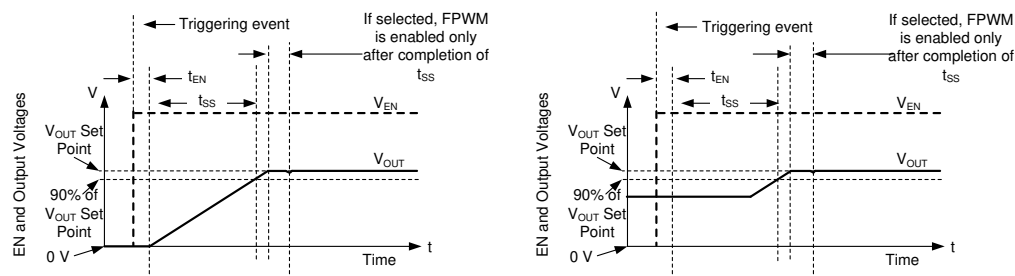 Triggering event
If selected, FPWM
is enabled only
after completion of
tSS
tEN
V
tSS
VEN
VOUT Set
Point
VOUT
90% of
VOUT Set
Point
0 V
t
Time
EN and Output Voltages
Triggering event
If selected, FPWM
is enabled only
after completion of
tSS
tEN
V
tSS
VEN
VOUT Set
Point
VOUT
90% of
VOUT Set
Point
0 V
t
Time
EN and Output Voltages